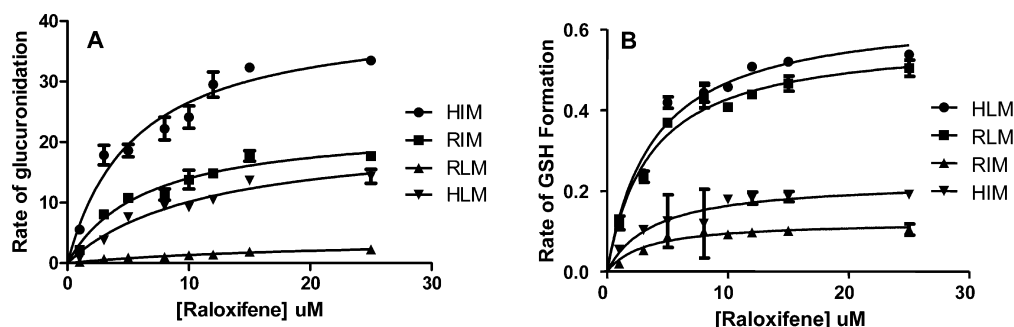 A
Rate of glucuronidation
40
30
20
10
0
0
10
20
30
[Raloxifene] uM
HIM
RIM
RLM
HLM
B
Rate of GSH Formation
0.6
0.4
0.2
0.0
0
10
20
30
[Raloxifene] uM
HLM
RLM
RIM
HIM